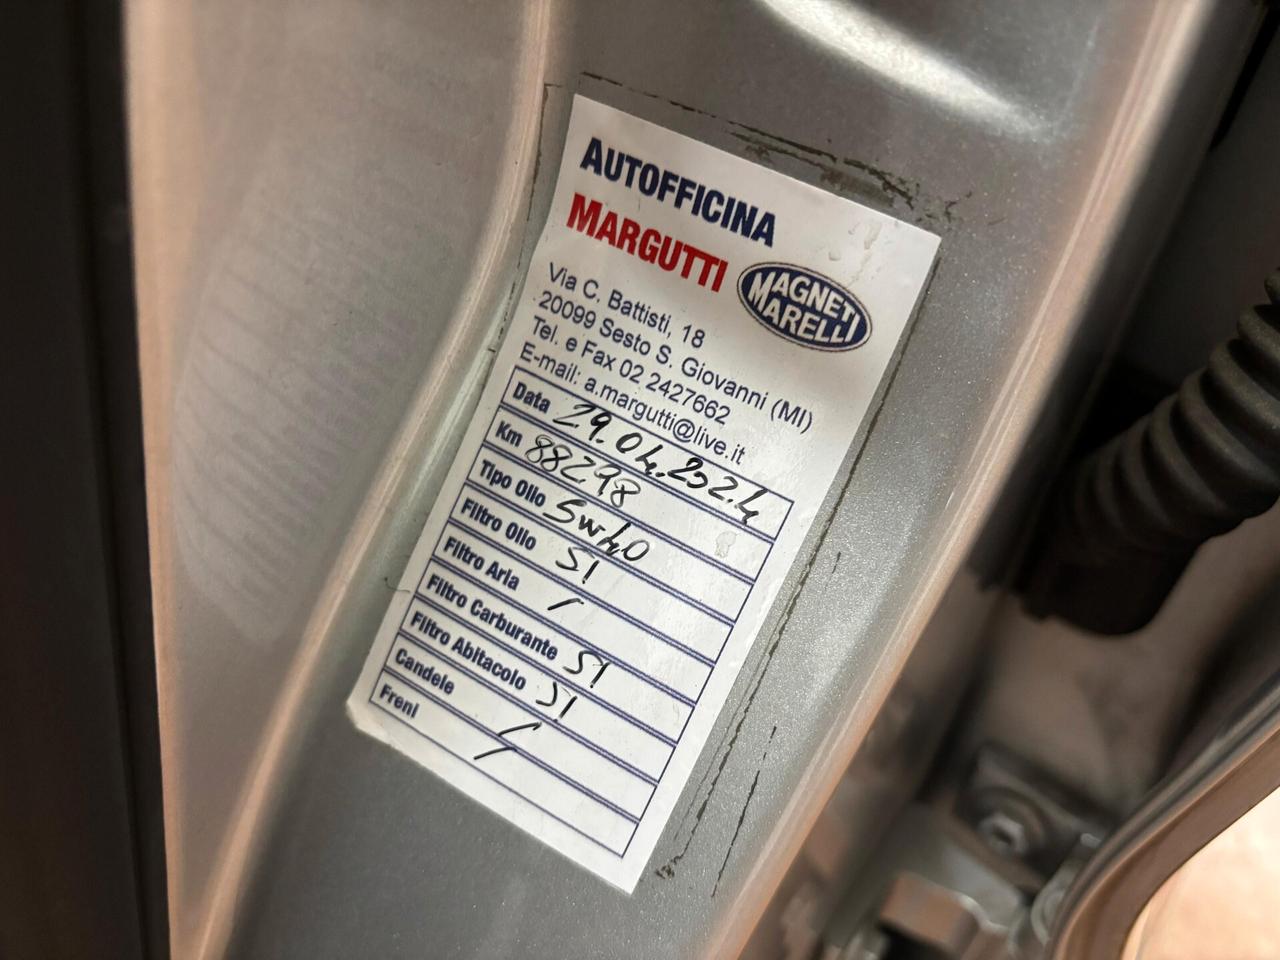 AUTOFFICINA
MARGUTTI
MAGNETI
MARELLI
Via C. Battisti, 18
20099 Sesto S. Giovanni (MI)
Tel. e Fax 02 2427662
E-mail: a.margutti@live.it
Data 29.04.2024
Km 88298
Tipo Olio 5w40
Filtro Olio SI
Filtro Aria /
Filtro Carburante SI
Filtro Abitacolo SI
Candele /
Freni /